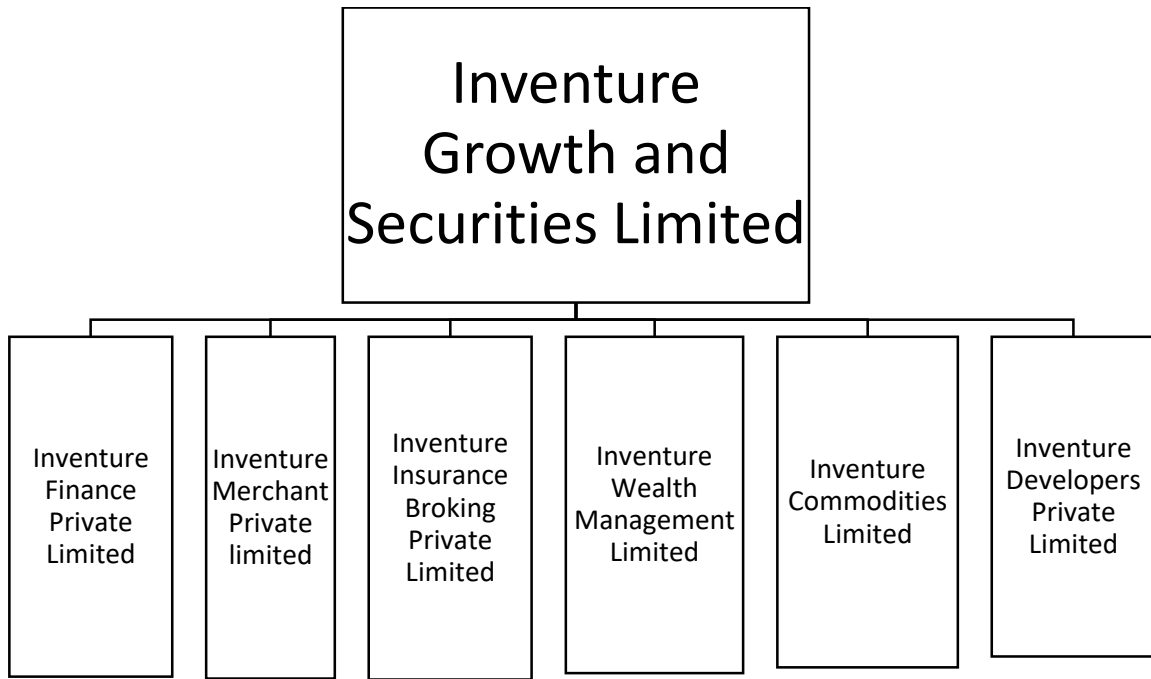 Inventure
Growth and
Securities Limited
Inventure
Finance
Private
Limited
Inventure
Merchant
Private
limited
Inventure
Insurance
Broking
Private
Limited
Inventure
Wealth
Management
Limited
Inventure
Commodities
Limited
Inventure
Developers
Private
Limited